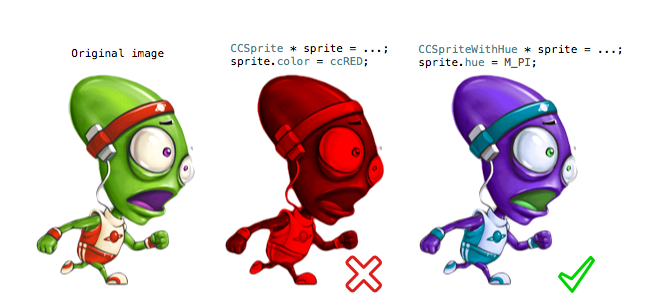 Original image
CCSprite * sprite = ...;
sprite.color = ccRED;
CCSpriteWithHue * sprite = ...;
sprite.hue = M_PI;